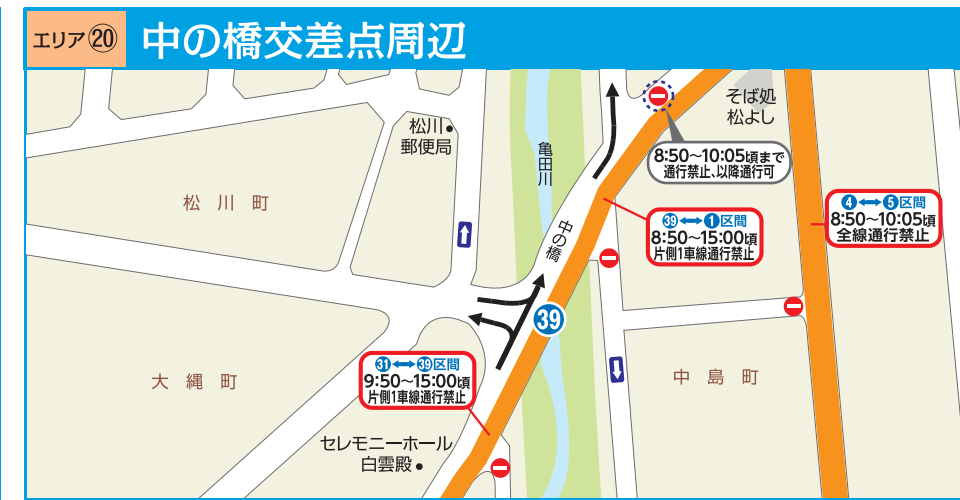 エリア⑳
中の橋交差点周辺
そば処
松よし
松川
郵便局
亀田川
8:50～10:05頃まで
通行禁止、以降通行可
松川町
④↔⑤区間
8:50～10:05頃
全線通行禁止
㊴↔①区間
8:50～15:00頃
片側1車線通行禁止
中の橋
39
㉛↔㊴区間
9:50～15:00頃
片側1車線通行禁止
大縄町
中島町
セレモニーホール
白雲殿